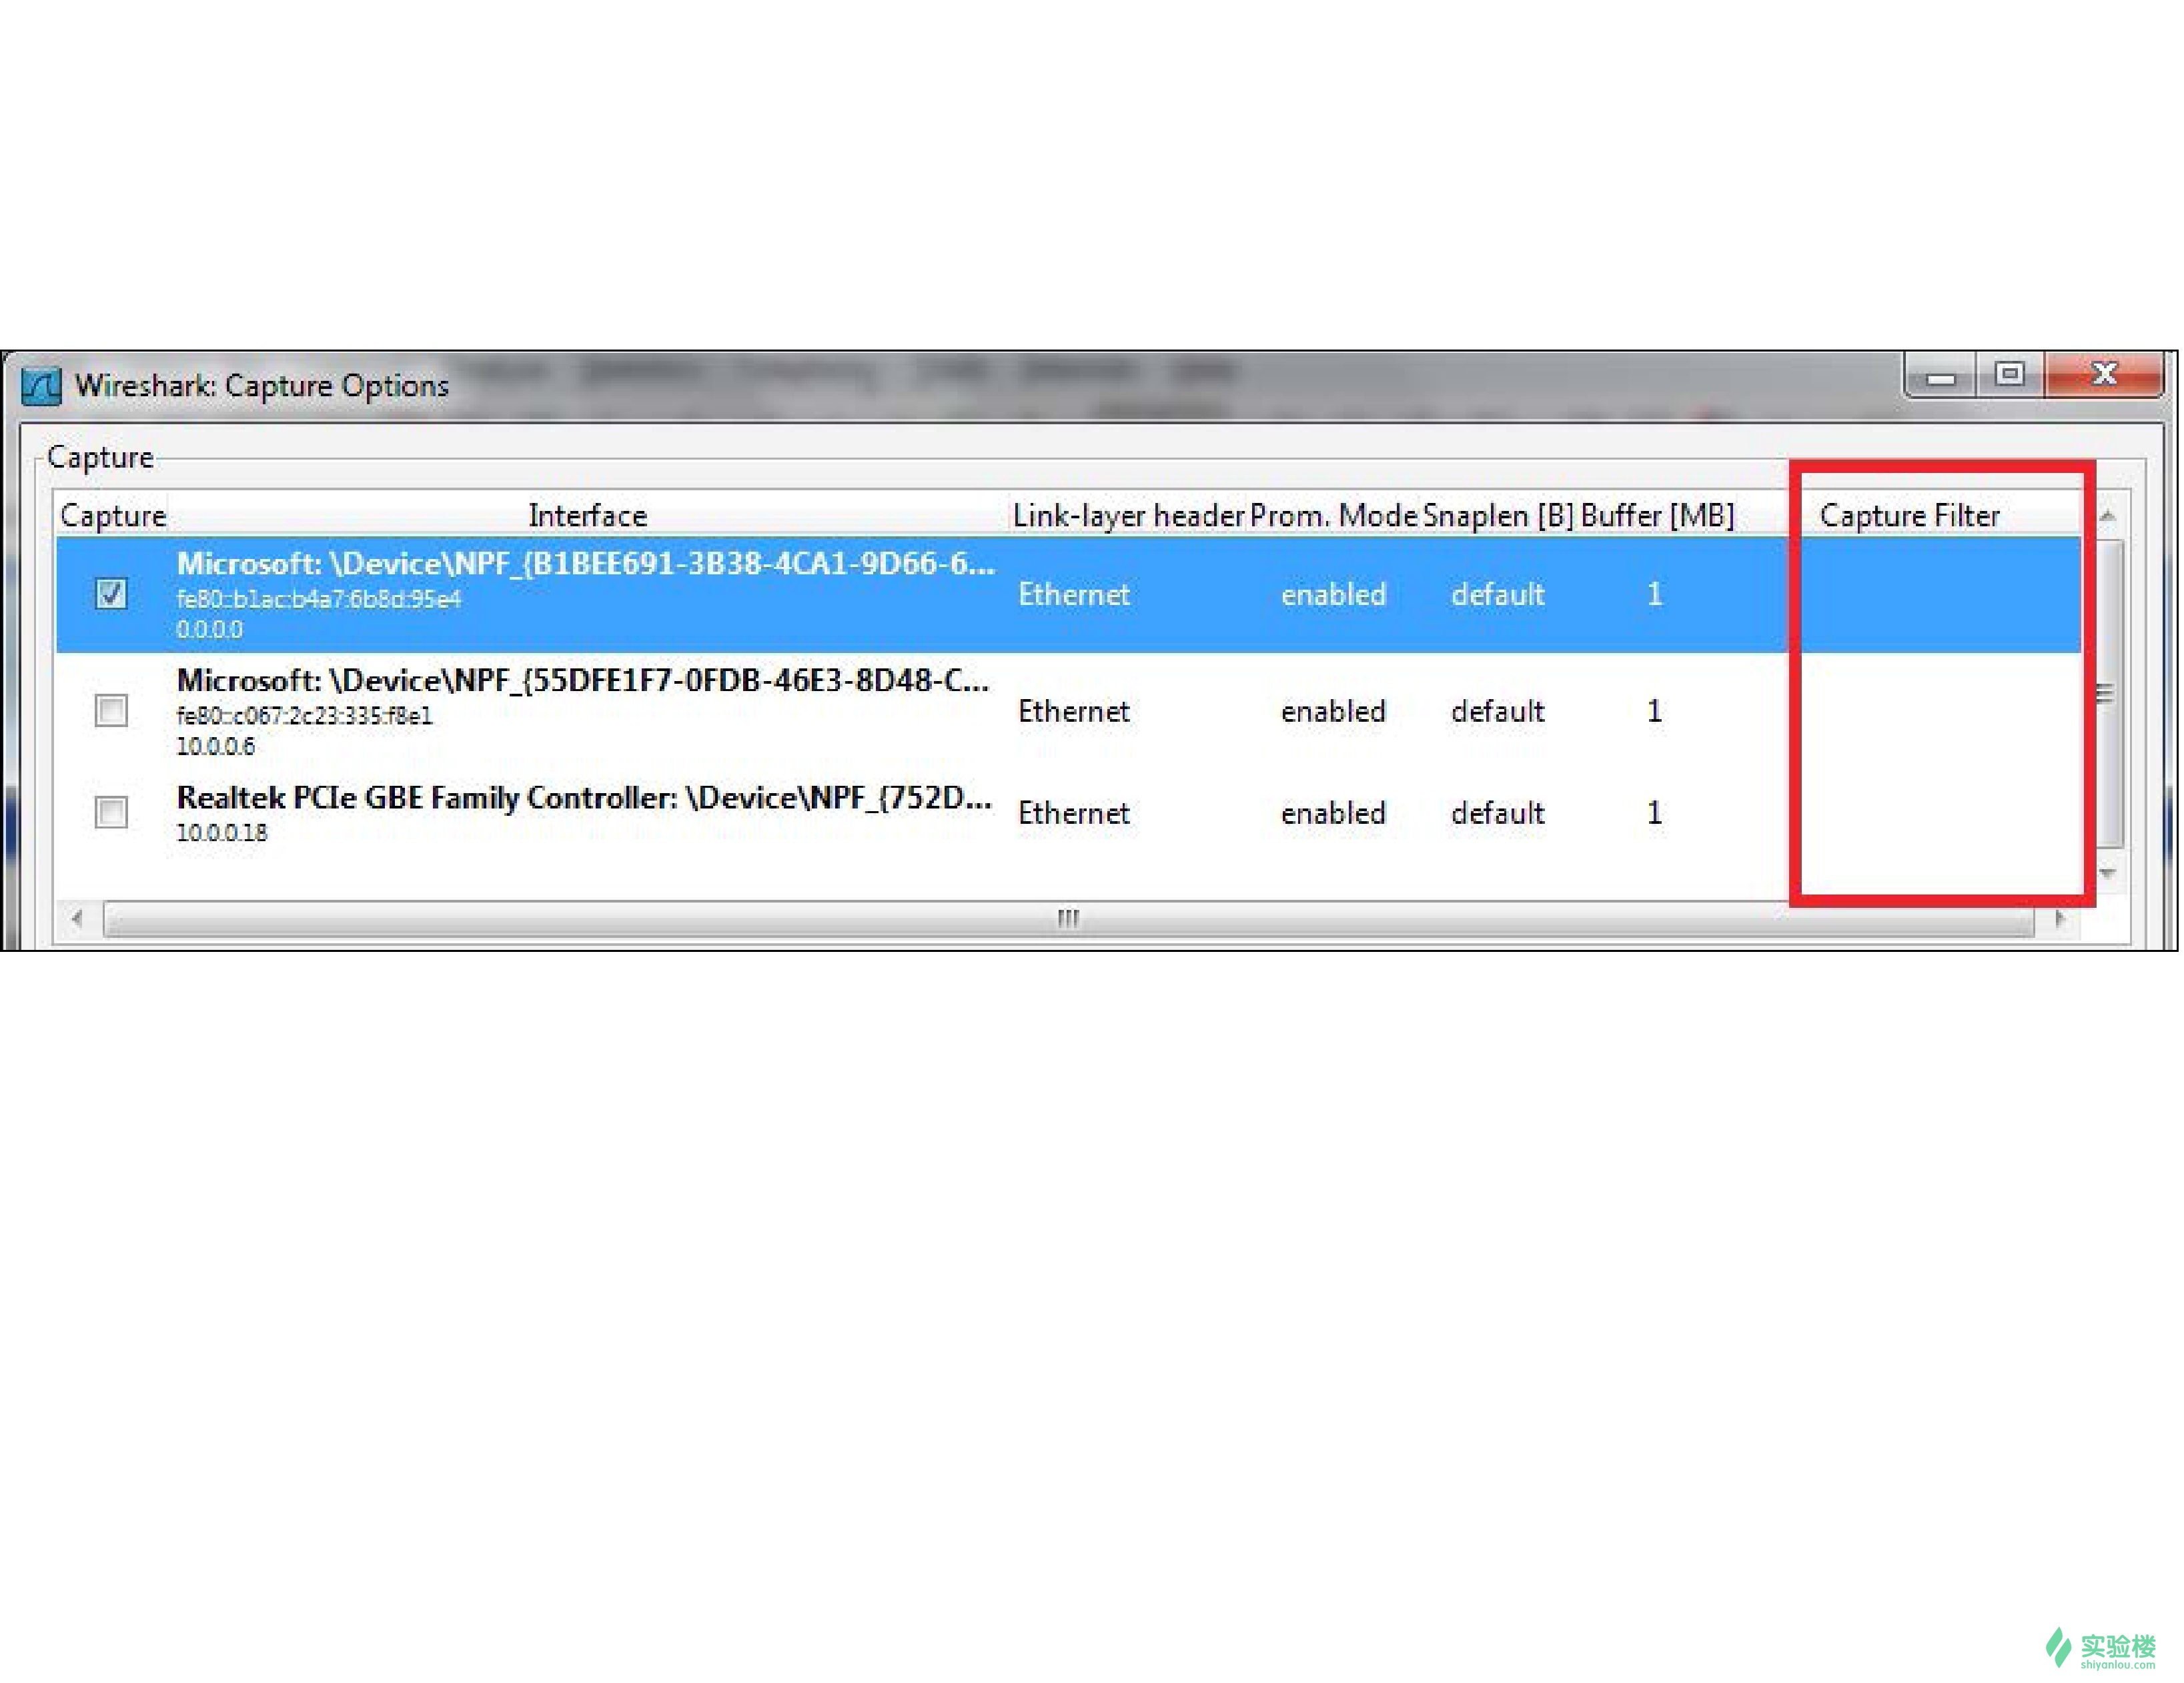 Wireshark: Capture Options
Capture
Capture Interface Link-layer header Prom. Mode Snaplen [B] Buffer [MB] Capture Filter
Microsoft: \Device\NPF_{B1BEE691-3B38-4CA1-9D66-6...
fe80::b1ac:b4a7:6b8d:95e4
0.0.0.0
Ethernet enabled default 1
Microsoft: \Device\NPF_{55DFE1F7-0FDB-46E3-8D48-C...
fe80::c067:2c23:335:f8e1
10.0.0.6
Ethernet enabled default 1
Realtek PCIe GBE Family Controller: \Device\NPF_{752D...
10.0.0.18
Ethernet enabled default 1
实验楼
shiyanlou.com